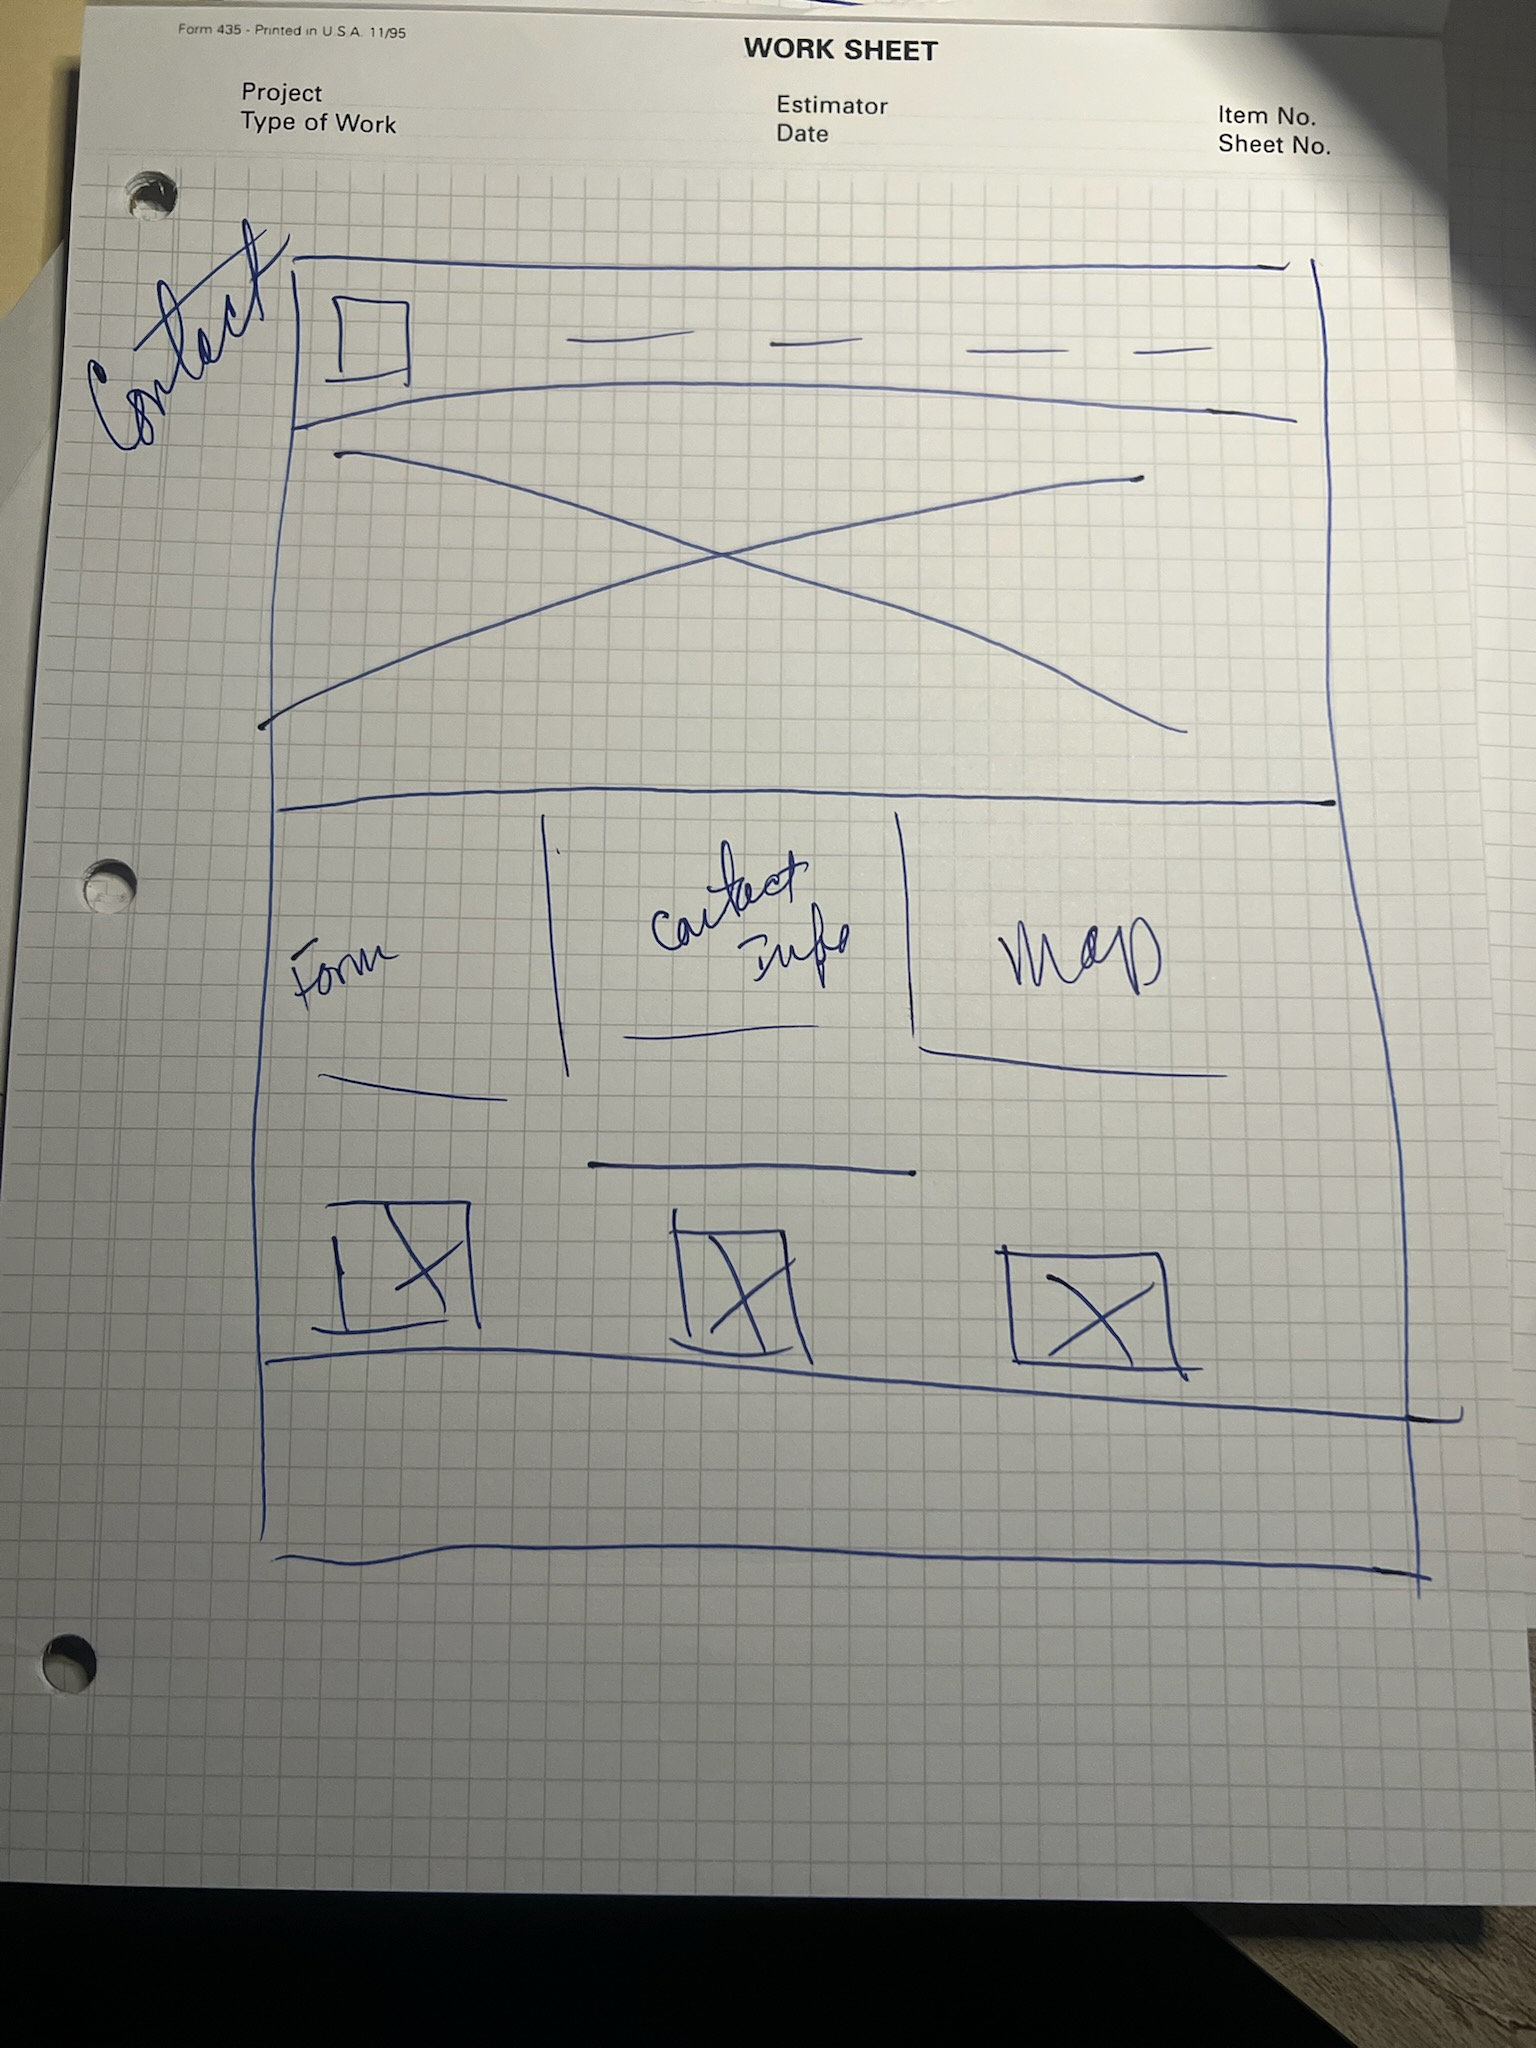 Form 435 - Printed in U.S.A. 11/95
WORK SHEET
Project
Type of Work
Estimator
Date
Item No.
Sheet No.
Contact
Form
Contact
Info
Map